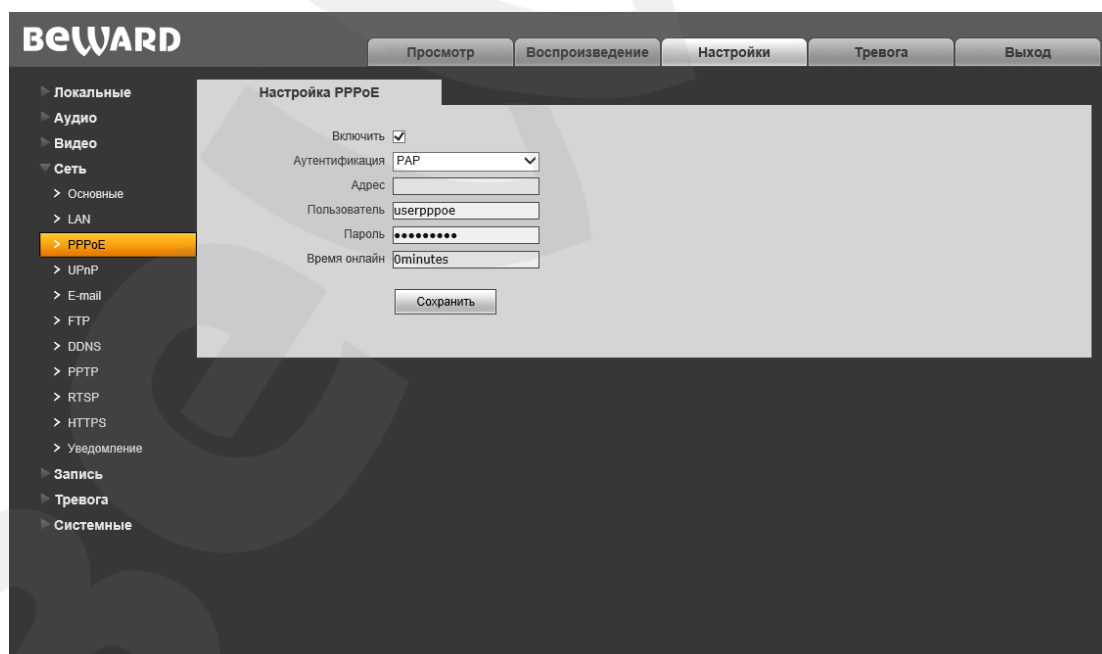 BEWARD
Просмотр
Воспроизведение
Настройки
Тревога
Выход
Локальные
Аудио
Видео
Сеть
Основные
LAN
PPPoE
UPnP
E-mail
FTP
DDNS
PPTP
RTSP
HTTPS
Уведомление
Запись
Тревога
Системные
Настройка PPPoE
Включить
Аутентификация PAP
Адрес
Пользователь userpppoe
Пароль •••••••••
Время онлайн 0minutes
Сохранить